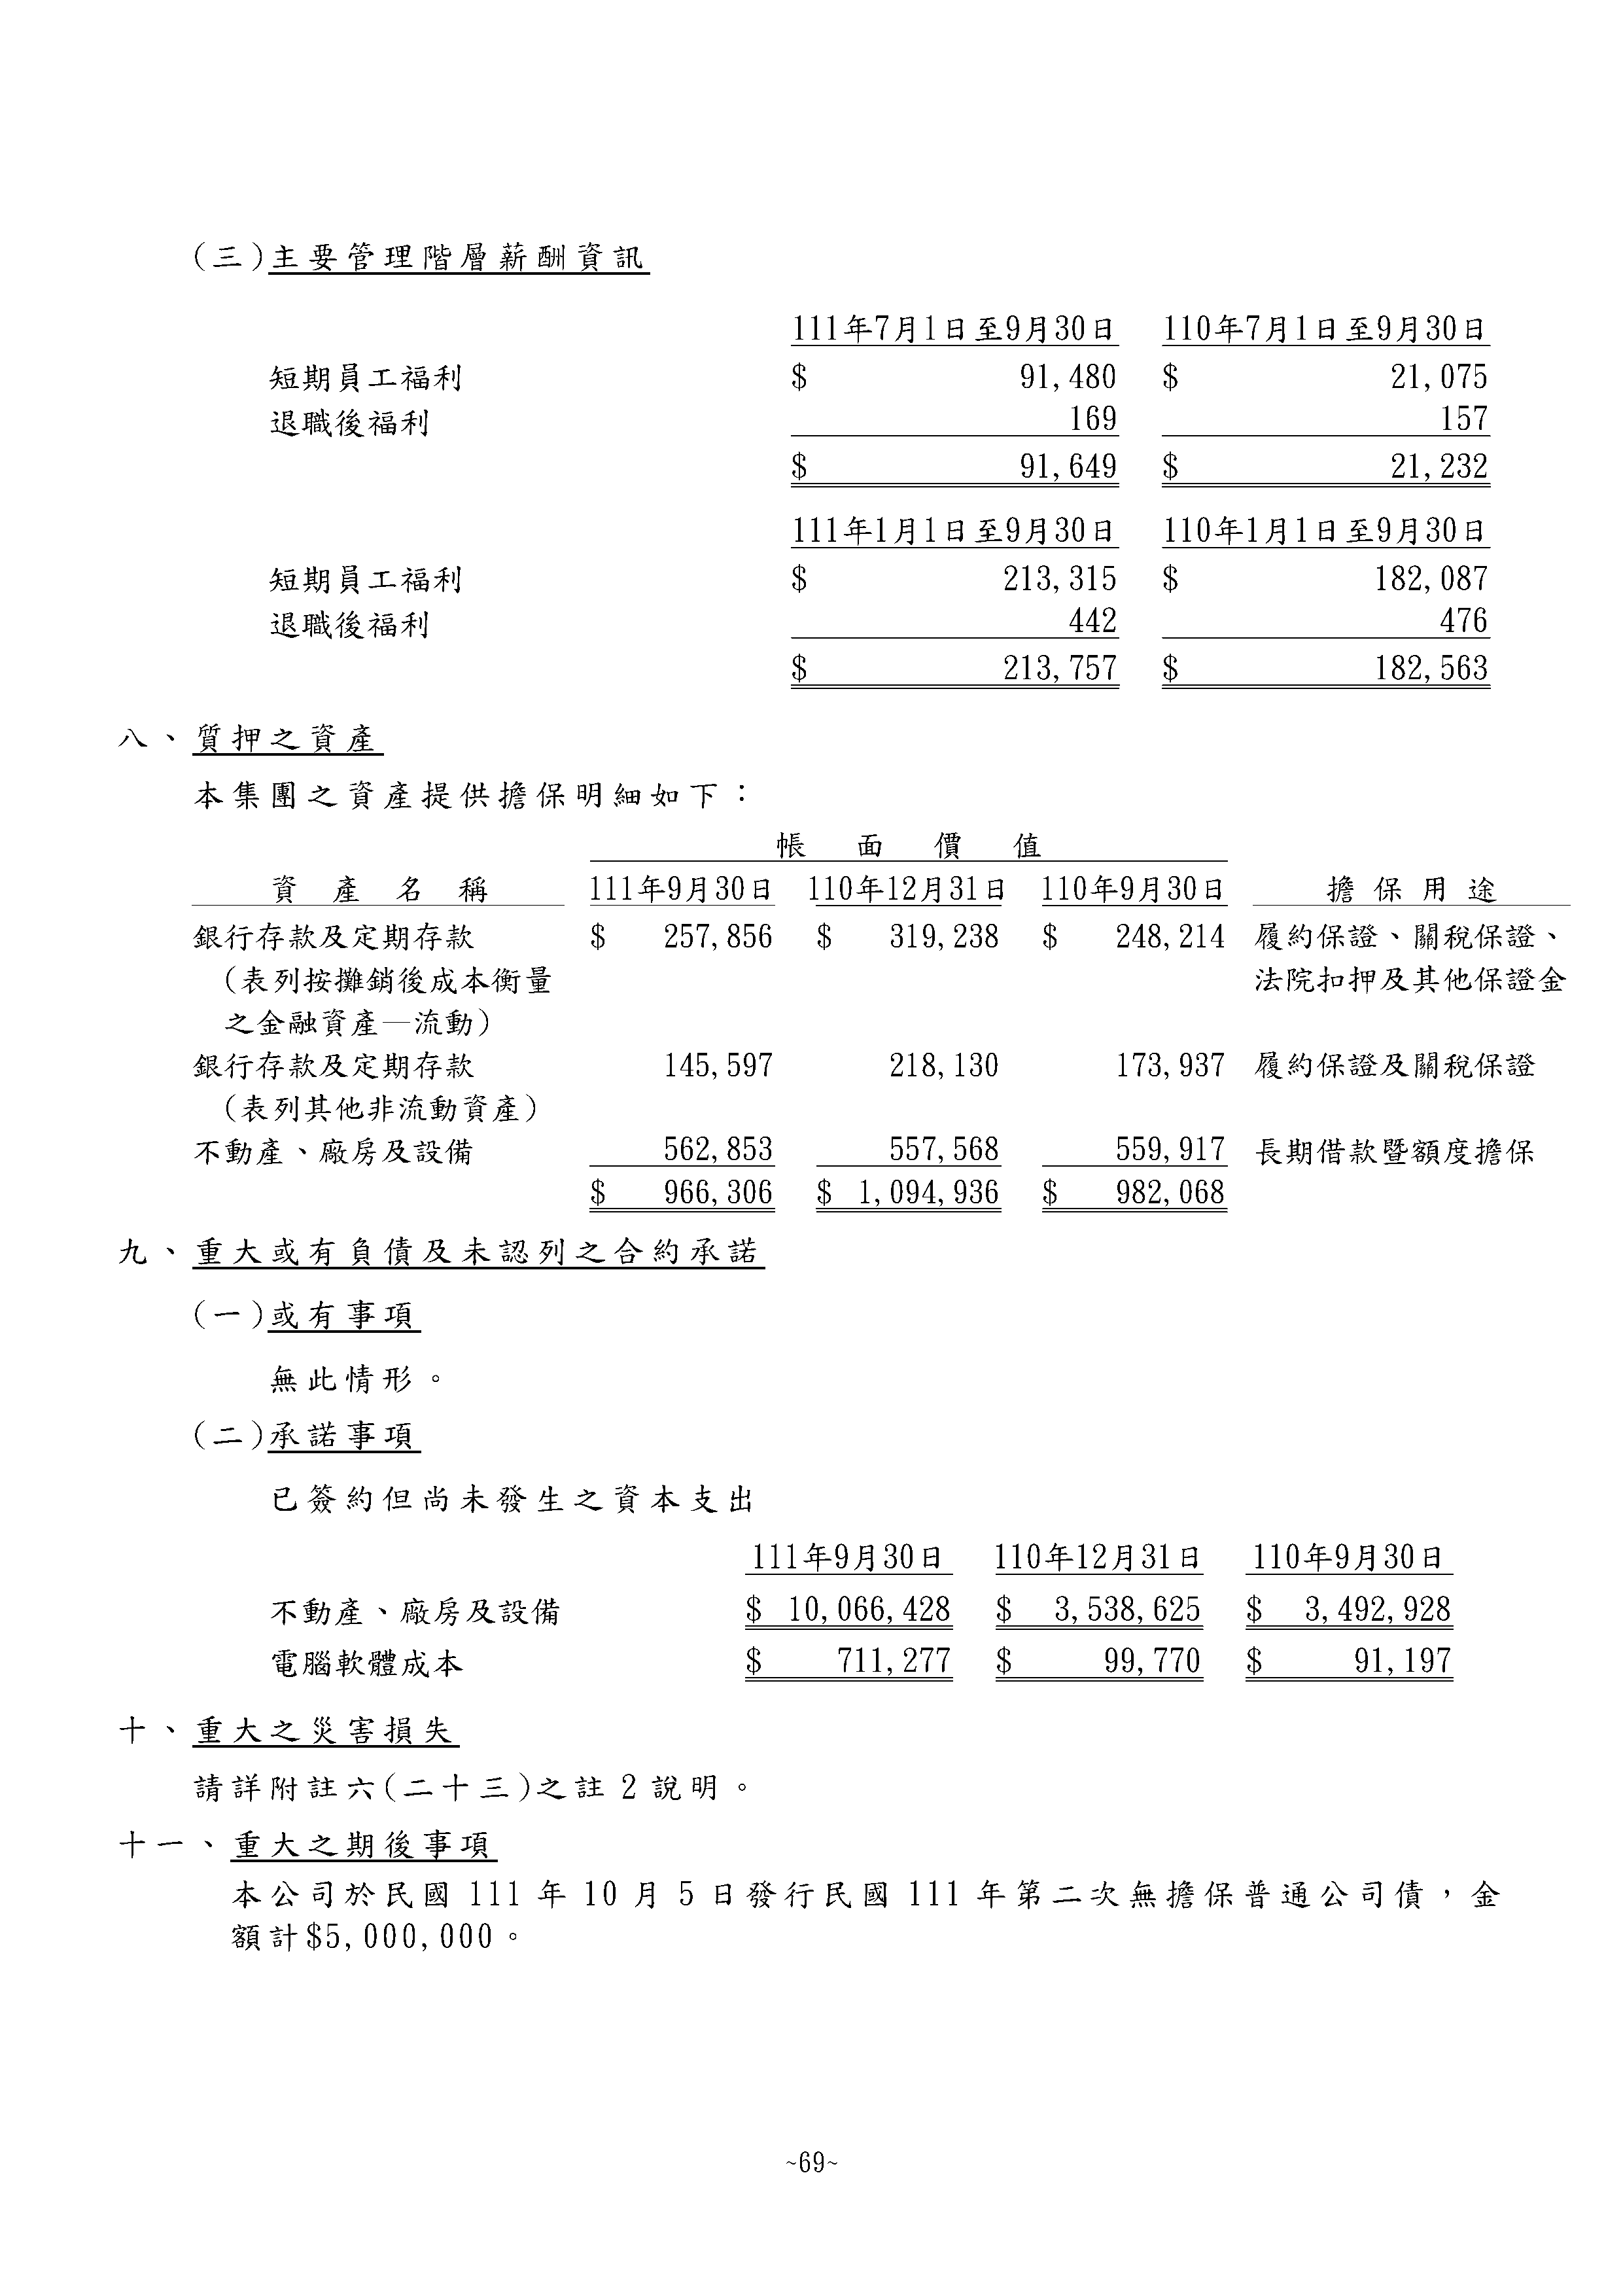 (三)主要管理階層薪酬資訊
111年7月1日至9月30日 110年7月1日至9月30日
短期員工福利 $ 91,480 $ 21,075
退職後福利 169 157
$ 91,649 $ 21,232
111年1月1日至9月30日 110年1月1日至9月30日
短期員工福利 $ 213,315 $ 182,087
退職後福利 442 476
$ 213,757 $ 182,563
八、質押之資產
本集團之資產提供擔保明細如下：
帳面價值
資產名稱 111年9月30日 110年12月31日 110年9月30日 擔保用途
銀行存款及定期存款 $ 257,856 $ 319,238 $ 248,214 履約保證、關稅保證、
(表列按攤銷後成本衡量 法院扣押及其他保證金
之金融資產—流動)
銀行存款及定期存款 145,597 218,130 173,937 履約保證及關稅保證
(表列其他非流動資產)
不動產、廠房及設備 562,853 557,568 559,917 長期借款暨額度擔保
$ 966,306 $ 1,094,936 $ 982,068
九、重大或有負債及未認列之合約承諾
(一)或有事項
無此情形。
(二)承諾事項
已簽約但尚未發生之資本支出
111年9月30日 110年12月31日 110年9月30日
不動產、廠房及設備 $ 10,066,428 $ 3,538,625 $ 3,492,928
電腦軟體成本 $ 711,277 $ 99,770 $ 91,197
十、重大之災害損失
請詳附註六(二十三)之註 2 說明。
十一、重大之期後事項
本公司於民國 111 年 10 月 5 日發行民國 111 年第二次無擔保普通公司債，金
額計$5,000,000。
~69~